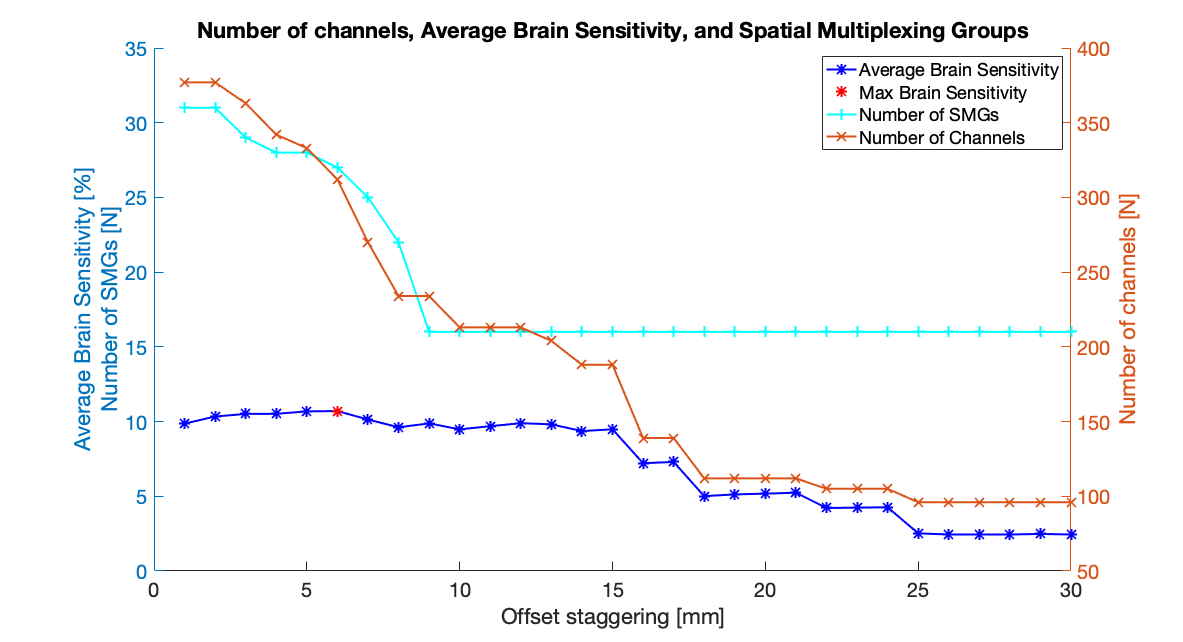 Number of channels, Average Brain Sensitivity, and Spatial Multiplexing Groups
Average Brain Sensitivity [%]
Number of SMGs [N]
35
30
25
20
15
10
5
0
400
350
300
250
200
150
100
50
Number of channels [N]
Average Brain Sensitivity
Max Brain Sensitivity
Number of SMGs
Number of Channels
0 5 10 15 20 25 30
Offset staggering [mm]